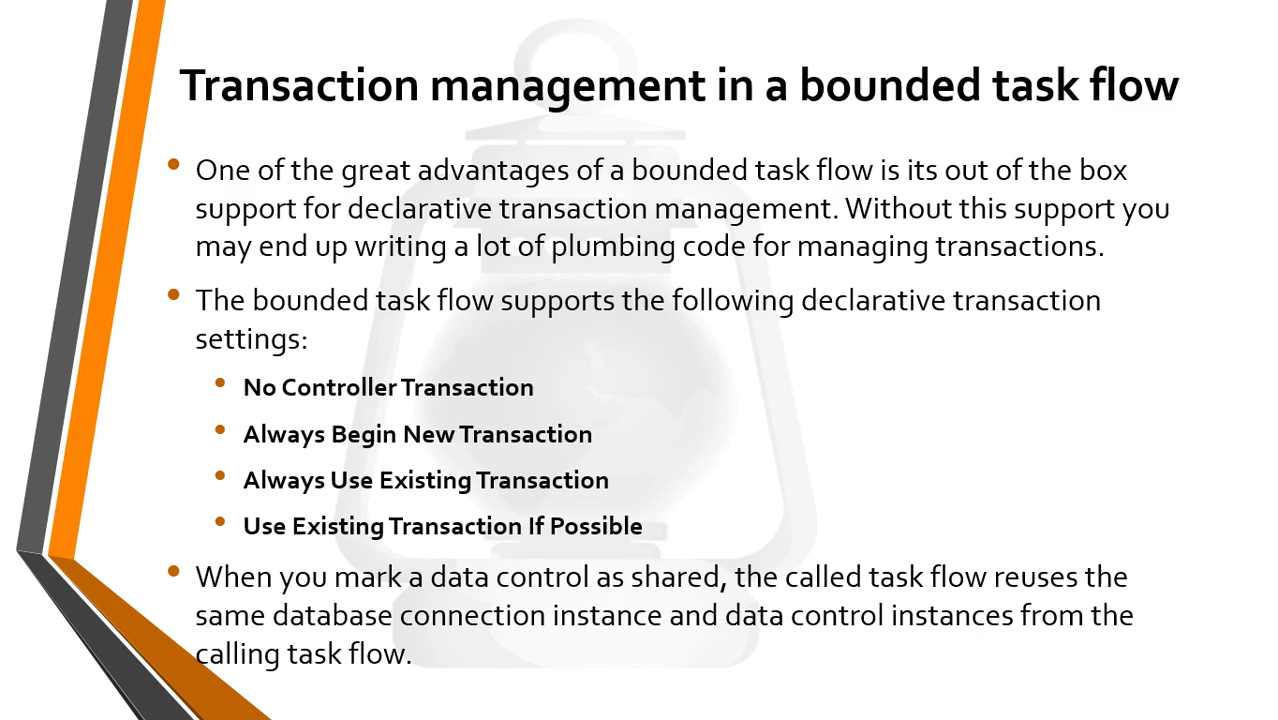 Transaction management in a bounded task flow
• One of the great advantages of a bounded task flow is its out of the box
support for declarative transaction management. Without this support you
may end up writing a lot of plumbing code for managing transactions.
• The bounded task flow supports the following declarative transaction
settings:
• No Controller Transaction
• Always Begin New Transaction
• Always Use Existing Transaction
• Use Existing Transaction If Possible
• When you mark a data control as shared, the called task flow reuses the
same database connection instance and data control instances from the
calling task flow.